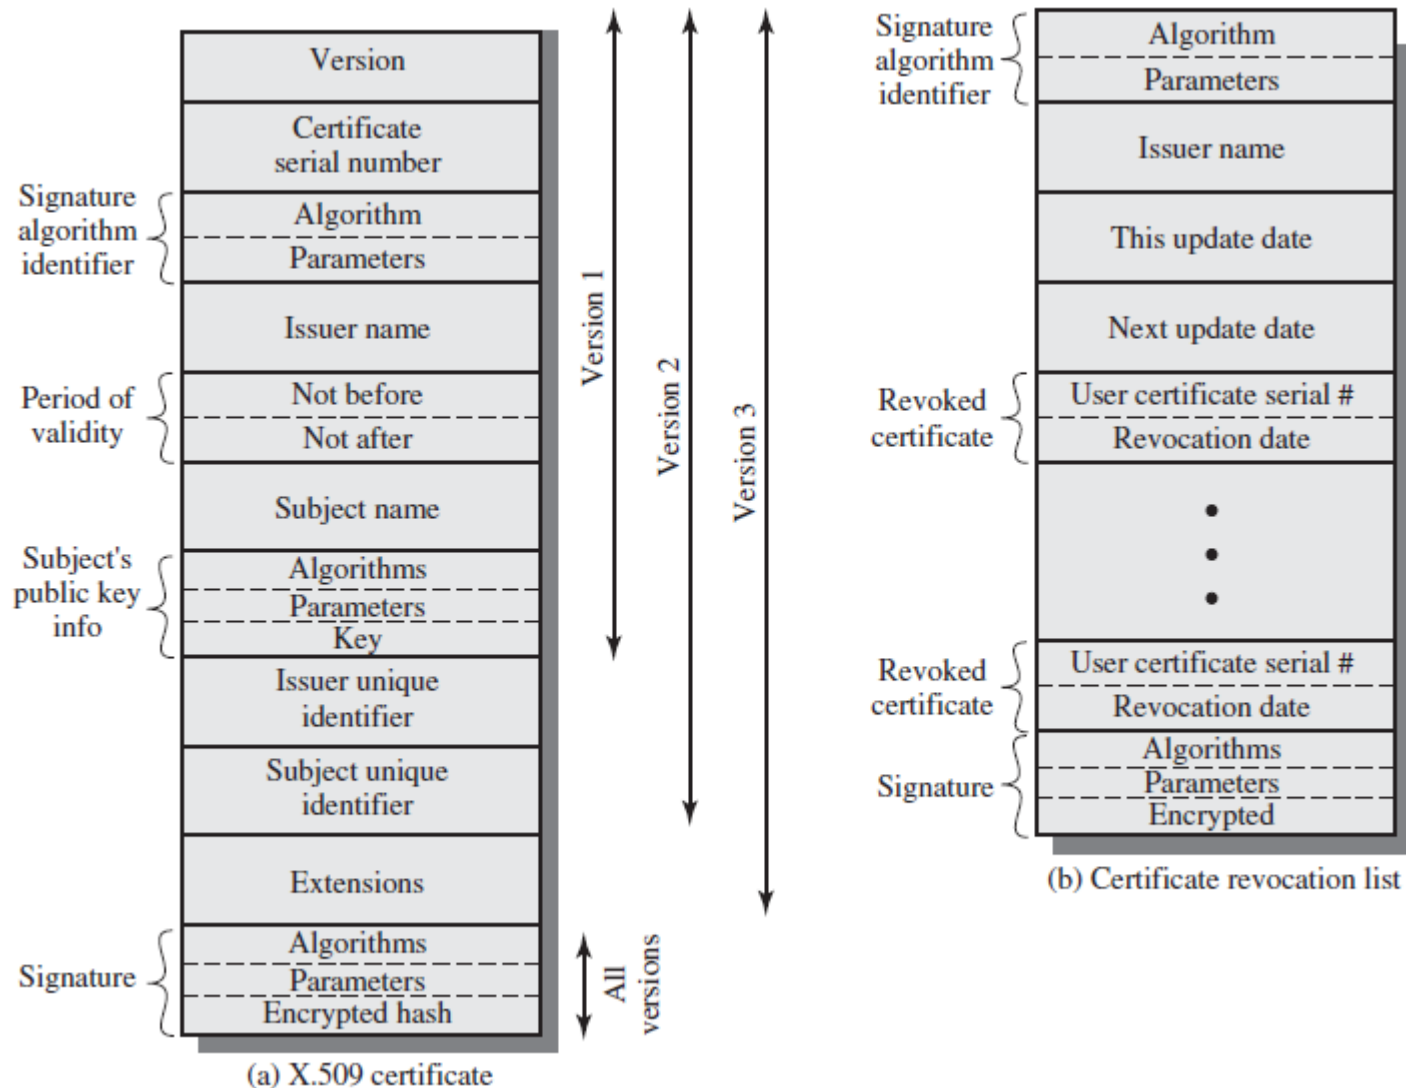 Version
Certificate
serial number
Signature
algorithm
identifier
Algorithm
Parameters
Issuer name
Period of
validity
Not before
Not after
Subject name
Subject's
public key
info
Algorithms
Parameters
Key
Issuer unique
identifier
Subject unique
identifier
Extensions
Signature
Algorithms
Parameters
Encrypted hash
Version 1
Version 2
Version 3
All
versions
(a) X.509 certificate
Signature
algorithm
identifier
Algorithm
Parameters
Issuer name
This update date
Next update date
Revoked
certificate
User certificate serial #
Revocation date
Revoked
certificate
User certificate serial #
Revocation date
Signature
Algorithms
Parameters
Encrypted
(b) Certificate revocation list